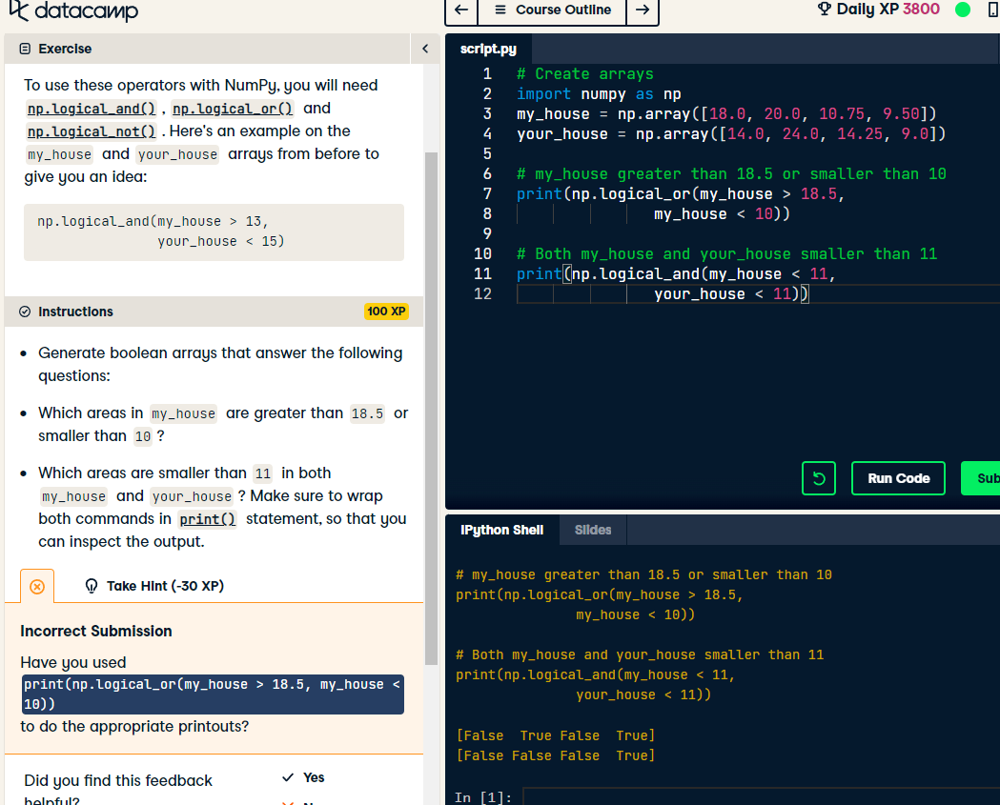 datacamp
Course Outline
Daily XP 3800
Exercise
To use these operators with NumPy, you will need
np.logical_and() , np.logical_or() and
np.logical_not() . Here's an example on the
my_house and your_house arrays from before to
give you an idea:
np.logical_and(my_house > 13,
your_house < 15)
Instructions
100 XP
• Generate boolean arrays that answer the following
questions:
• Which areas in my_house are greater than 18.5 or
smaller than 10 ?
• Which areas are smaller than 11 in both
my_house and your_house ? Make sure to wrap
both commands in print() statement, so that you
can inspect the output.
Take Hint (-30 XP)
Incorrect Submission
Have you used
print(np.logical_or(my_house > 18.5, my_house <
10))
to do the appropriate printouts?
Did you find this feedback
helpful?
Yes
script.py
1 # Create arrays
2 import numpy as np
3 my_house = np.array([18.0, 20.0, 10.75, 9.50])
4 your_house = np.array([14.0, 24.0, 14.25, 9.0])
5
6 # my_house greater than 18.5 or smaller than 10
7 print(np.logical_or(my_house > 18.5,
8 my_house < 10))
9
10 # Both my_house and your_house smaller than 11
11 print(np.logical_and(my_house < 11,
12 your_house < 11))
Run Code
Sub
IPython Shell
Slides
# my_house greater than 18.5 or smaller than 10
print(np.logical_or(my_house > 18.5,
my_house < 10))
# Both my_house and your_house smaller than 11
print(np.logical_and(my_house < 11,
your_house < 11))
[False  True False  True]
[False False False  True]
In [1]: